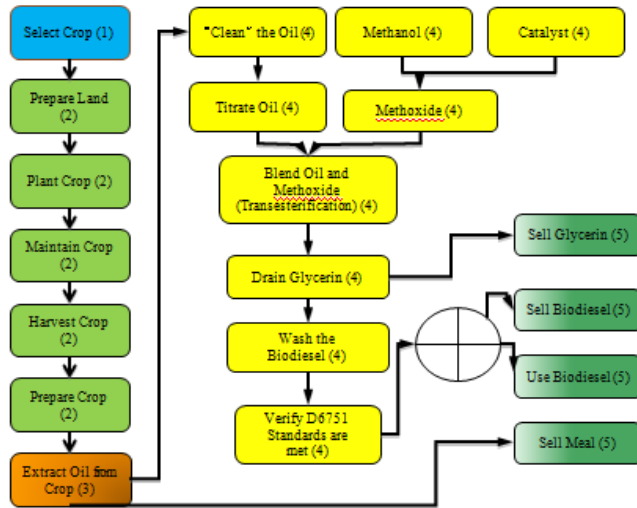 Select Crop (1)
Prepare Land
(2)
Plant Crop (2)
Maintain Crop
(2)
Harvest Crop
(2)
Prepare Crop
(2)
Extract Oil from
Crop (3)
"Clean" the Oil (4)
Methanol (4)
Catalyst (4)
Titrate Oil (4)
Methoxide (4)
Blend Oil and
Methoxide
(Transesterification) (4)
Drain Glycerin (4)
Wash the
Biodiesel (4)
Verify D6751
Standards are
met (4)
Sell Glycerin (5)
Sell Biodiesel (5)
Use Biodiesel (5)
Sell Meal (5)